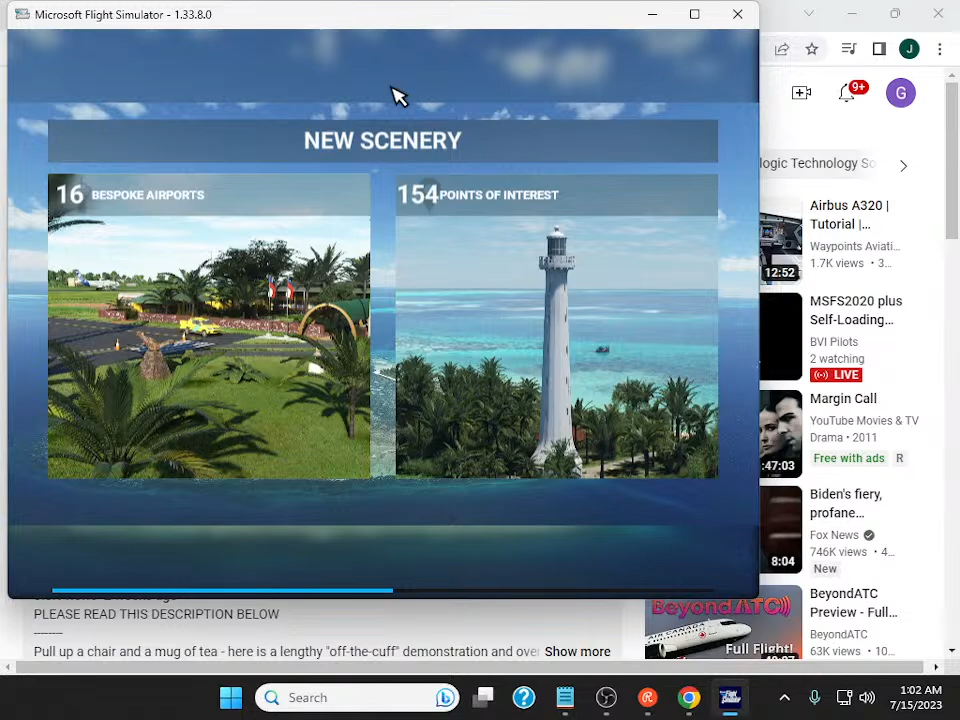 Microsoft Flight Simulator - 1.33.8.0
J
9+
G
NEW SCENERY
16 BESPOKE AIRPORTS
154 POINTS OF INTEREST
logic Technology So
Airbus A320 |
Tutorial |...
Waypoints Aviati...
1.7K views • 3...
12:52
MSFS2020 plus
Self-Loading...
BVI Pilots
2 watching
LIVE
Margin Call
YouTube Movies & TV
Drama • 2011
Free with ads R
:47:03
Biden's fiery,
profane...
Fox News
746K views • 4...
New
8:04
BeyondATC
Preview - Full...
BeyondATC
63K views • 10...
BeyondATC
AIR CANADA
Full Flight!
PLEASE READ THIS DESCRIPTION BELOW
--------
Pull up a chair and a mug of tea - here is a lengthy "off-the-cuff" demonstration and ove Show more
Search
1:02 AM
7/15/2023